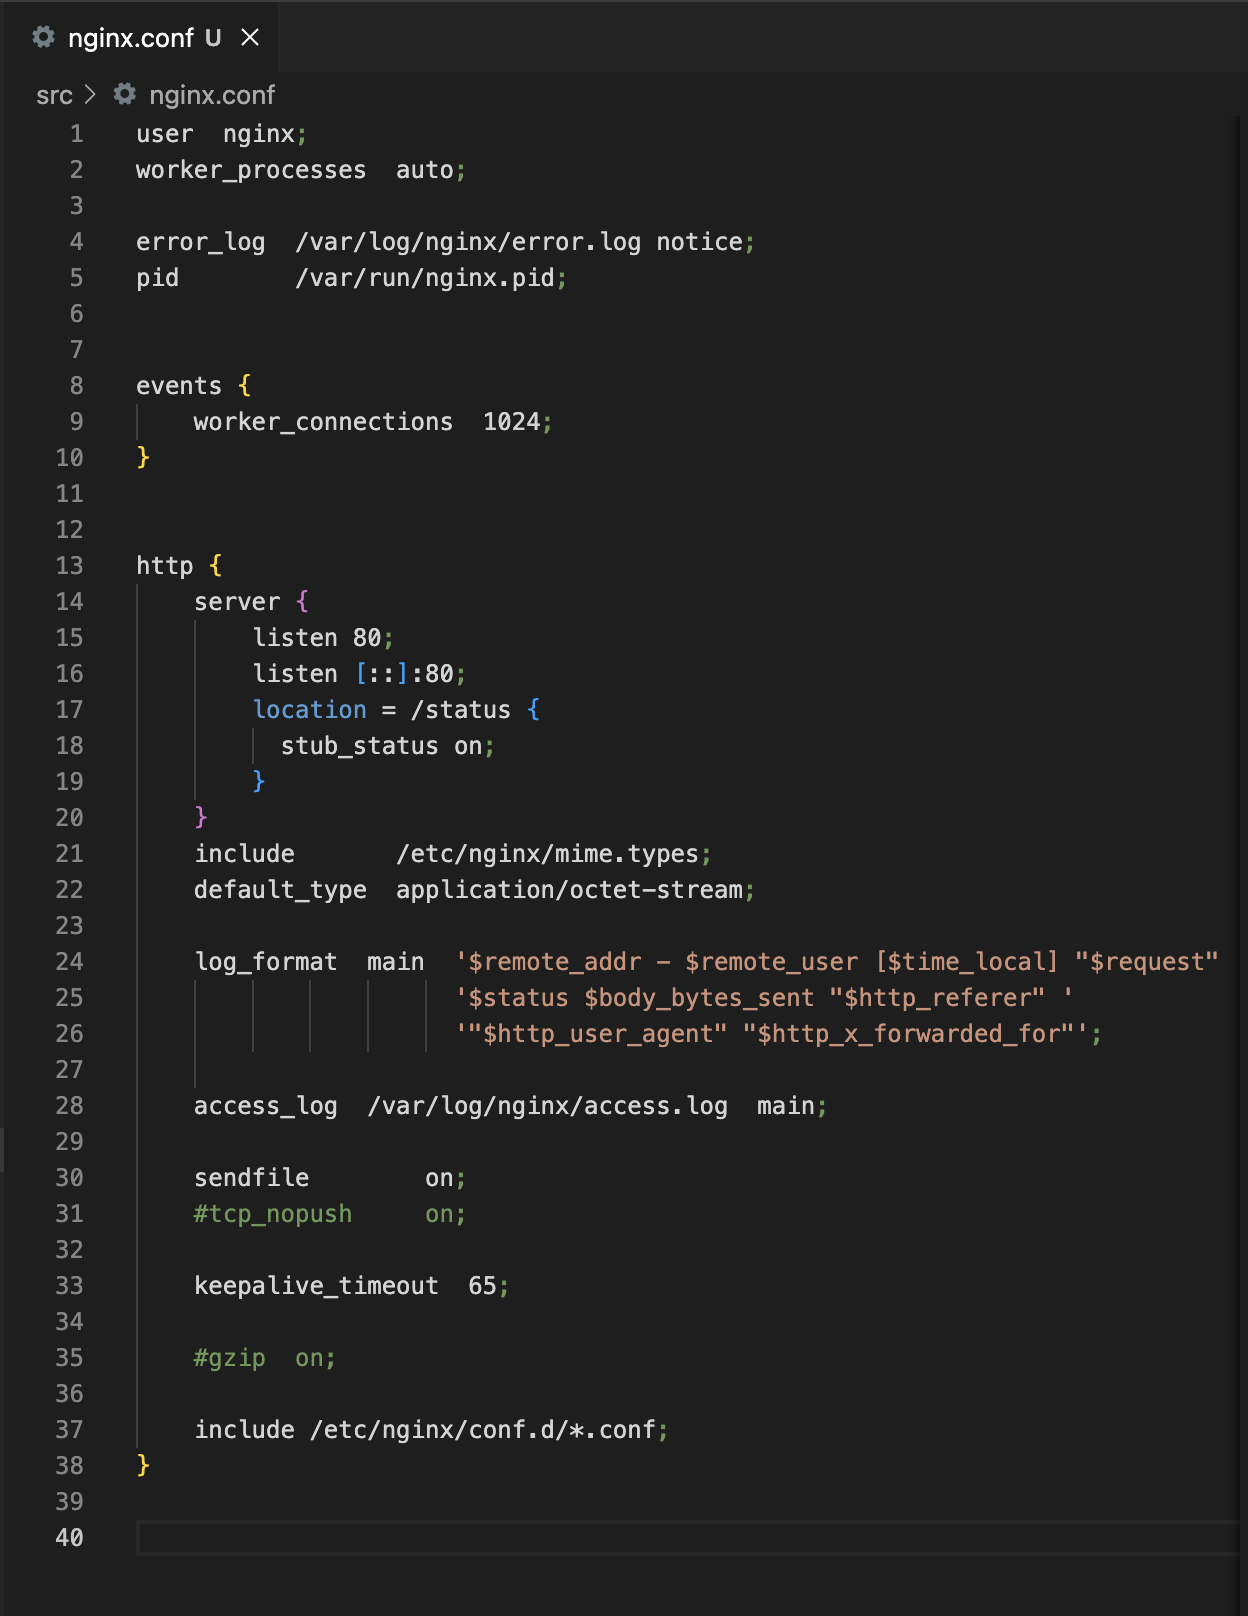 nginx.conf U
src > nginx.conf
1 user  nginx;
2 worker_processes  auto;
3
4 error_log  /var/log/nginx/error.log notice;
5 pid        /var/run/nginx.pid;
6
7
8 events {
9     worker_connections  1024;
10 }
11
12
13 http {
14     server {
15         listen 80;
16         listen [::]:80;
17         location = /status {
18           stub_status on;
19         }
20     }
21     include       /etc/nginx/mime.types;
22     default_type  application/octet-stream;
23
24     log_format  main  '$remote_addr - $remote_user [$time_local] "$request"
25                       '$status $body_bytes_sent "$http_referer" '
26                       '"$http_user_agent" "$http_x_forwarded_for"';
27
28     access_log  /var/log/nginx/access.log  main;
29
30     sendfile        on;
31     #tcp_nopush     on;
32
33     keepalive_timeout  65;
34
35     #gzip  on;
36
37     include /etc/nginx/conf.d/*.conf;
38 }
39
40